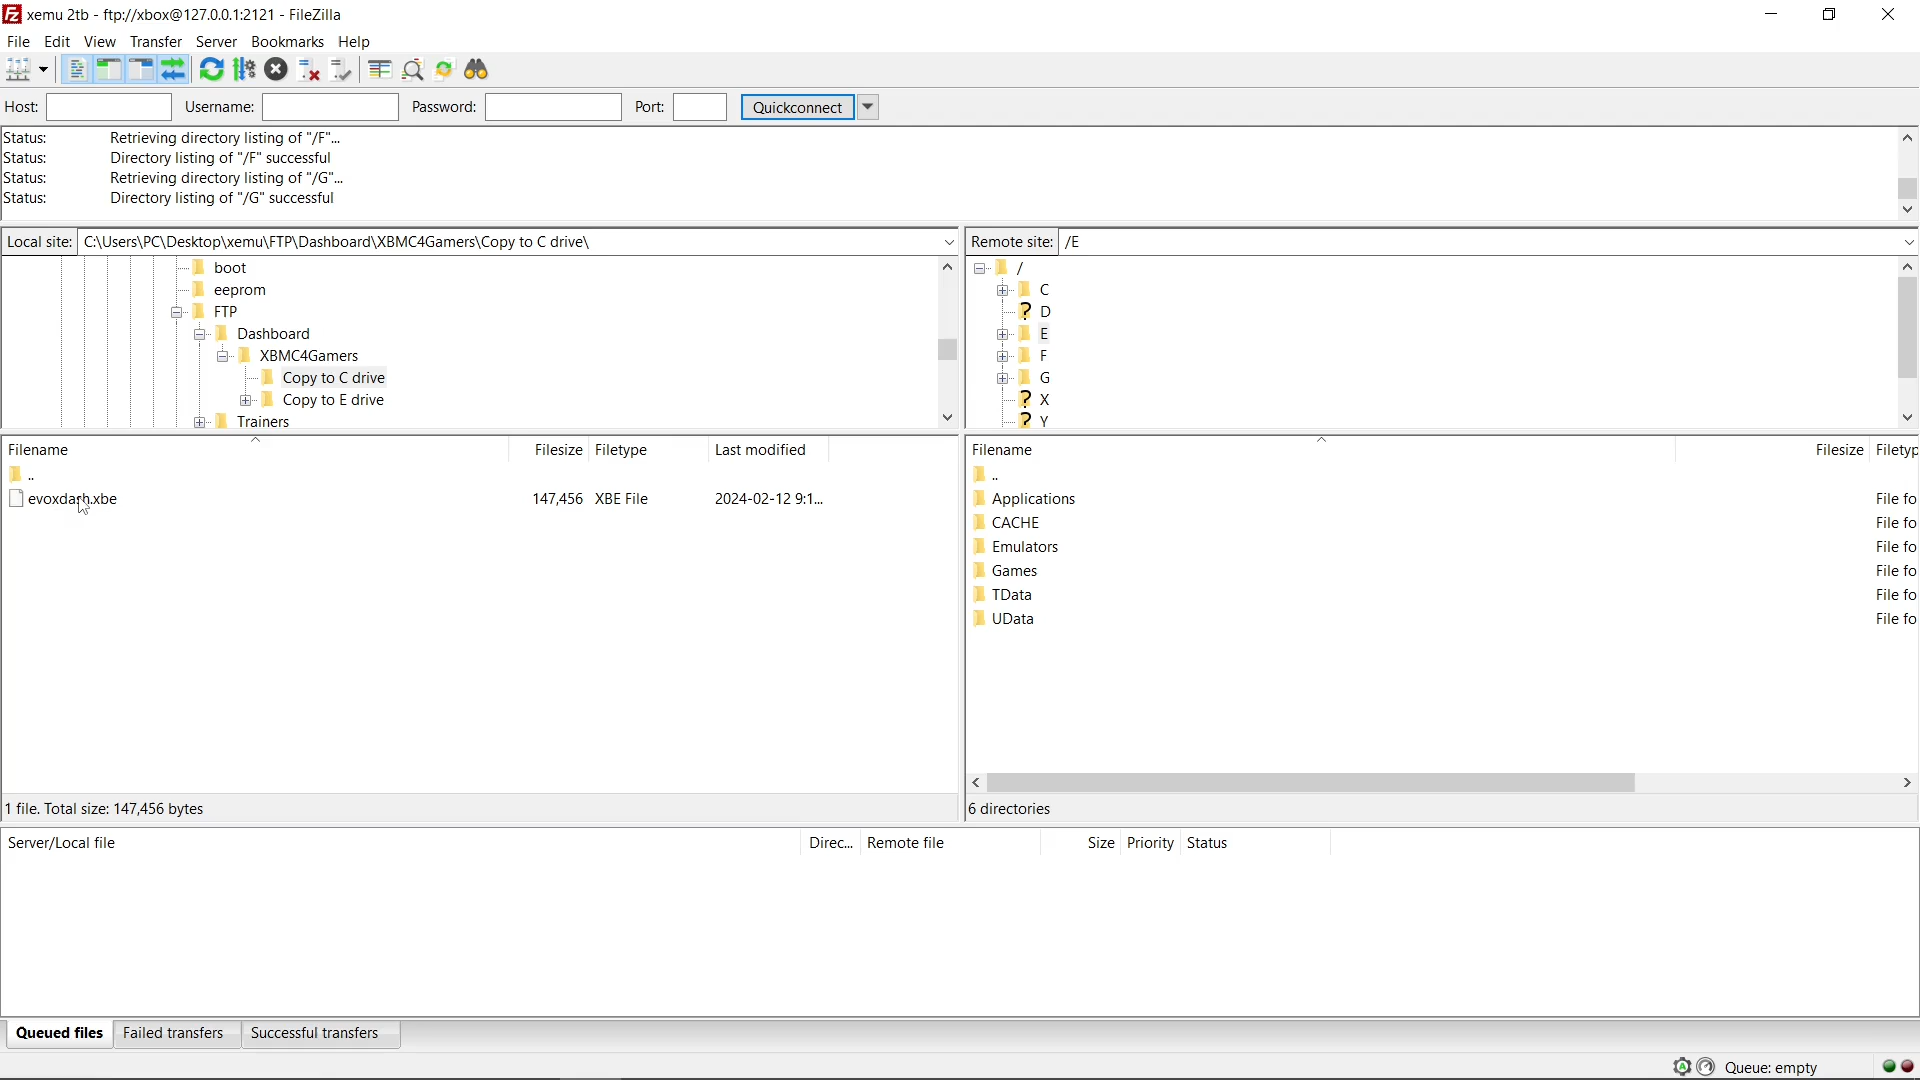 xemu 2tb - ftp://xbox@127.0.0.1:2121 - FileZilla
File Edit View Transfer Server Bookmarks Help
Host: Username: Password: Port: Quickconnect
Status: Retrieving directory listing of "/F"...
Status: Directory listing of "/F" successful
Status: Retrieving directory listing of "/G"...
Status: Directory listing of "/G" successful
Local site: C:\Users\PC\Desktop\xemu\FTP\Dashboard\XBMC4Gamers\Copy to C drive\
boot
eeprom
FTP
Dashboard
XBMC4Gamers
Copy to C drive
Copy to E drive
Trainers
Filename Filesize Filetype Last modified
..
evoxdash.xbe 147,456 XBE File 2024-02-12 9:1...
1 file. Total size: 147,456 bytes
Remote site: /E
/
C
D
E
F
G
X
Y
Filename Filesize Filetyp
..
Applications File fo
CACHE File fo
Emulators File fo
Games File fo
TData File fo
UData File fo
6 directories
Server/Local file Direc... Remote file Size Priority Status
Queued files Failed transfers Successful transfers
Queue: empty